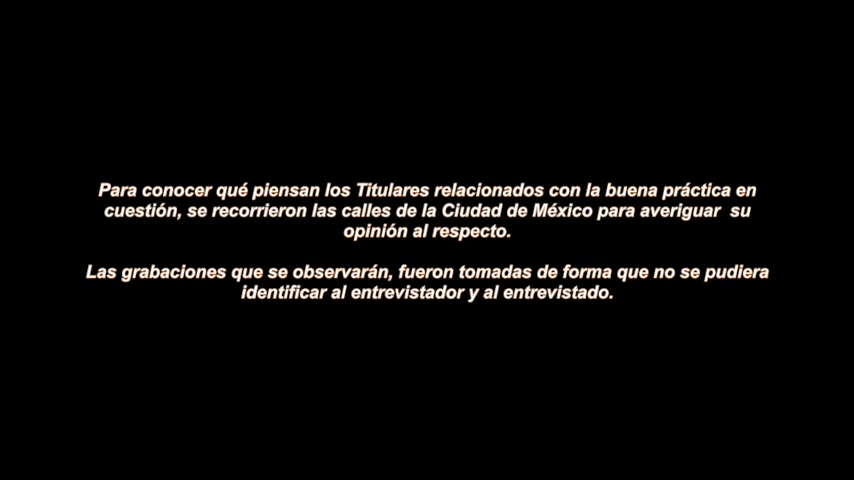 Para conocer qué piensan los Titulares relacionados con la buena práctica en
cuestión, se recorrieron las calles de la Ciudad de México para averiguar  su
opinión al respecto.
Las grabaciones que se observarán, fueron tomadas de forma que no se pudiera
identificar al entrevistador y al entrevistado.